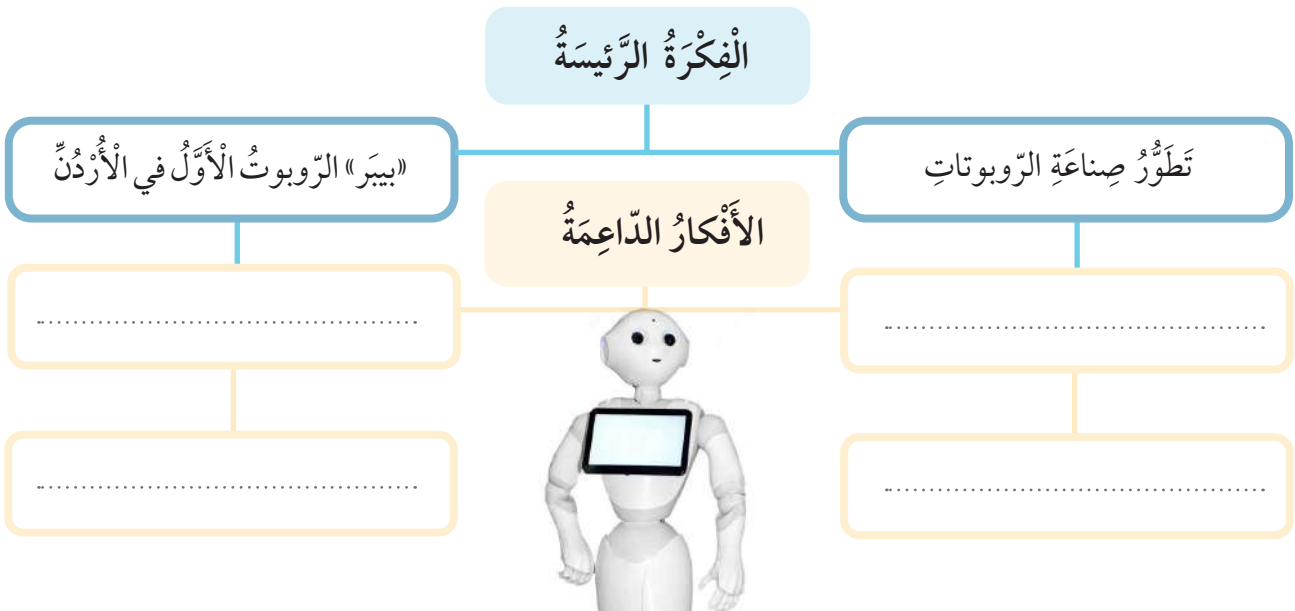 الْفِكْرَةُ الرَّئيسَةُ
تَطَوُّرُ صِناعَةِ الرّوبوتاتِ
«بيبَر» الرّوبوتُ الْأَوَّلُ في الْأُرْدُنِّ
الأَفْكارُ الدّاعِمَةُ
................................................
................................................
................................................
................................................